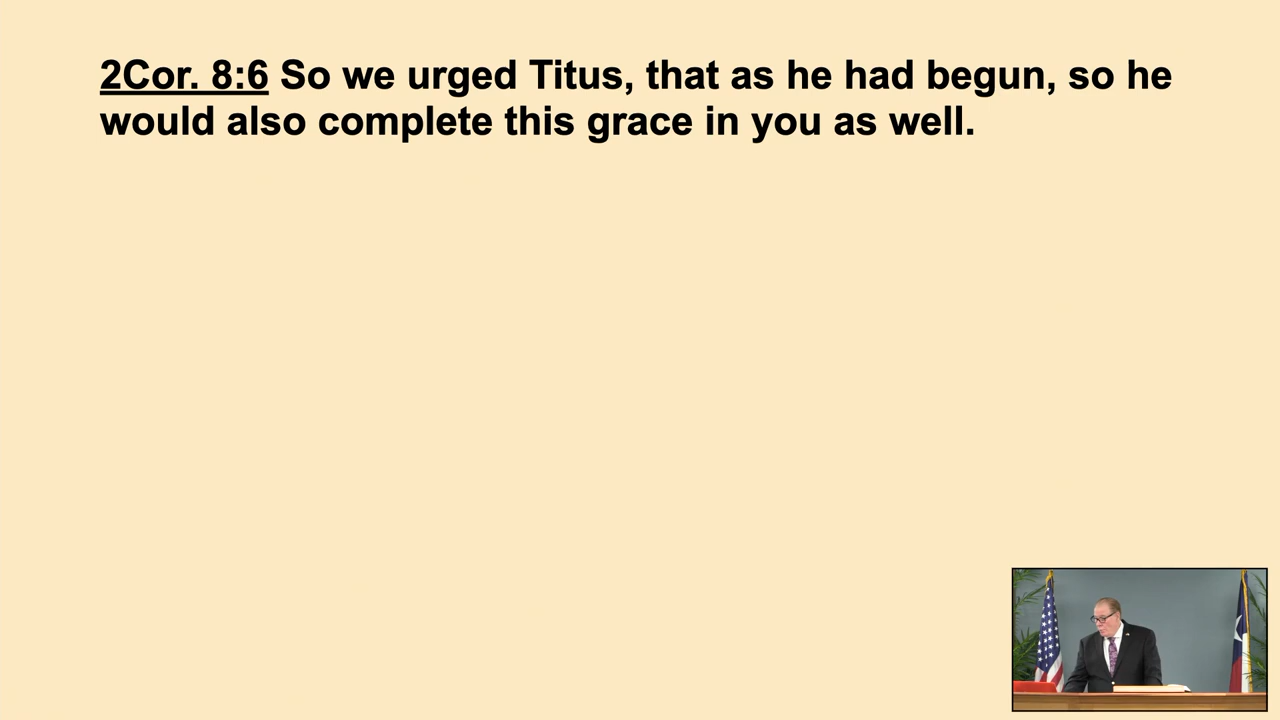 2Cor. 8:6 So we urged Titus, that as he had begun, so he
would also complete this grace in you as well.